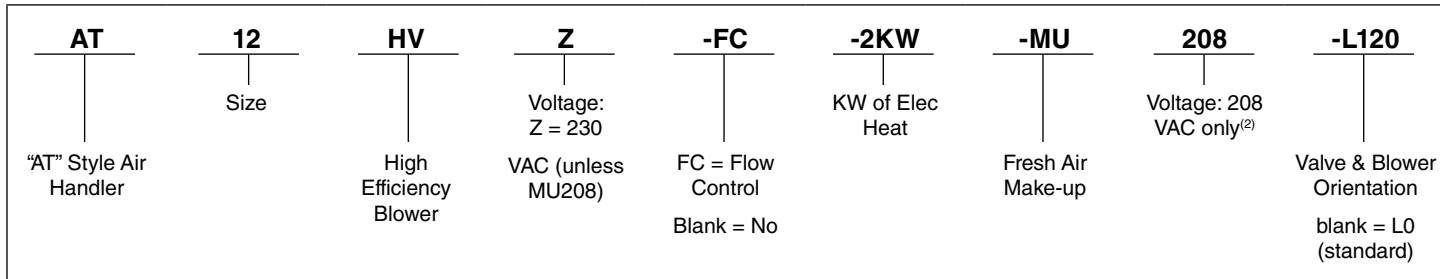 AT 12 HV Z -FC -2KW -MU 208 -L120
"AT" Style Air
Handler
Size
High
Efficiency
Blower
Voltage:
Z = 230
VAC (unless
MU208)
FC = Flow
Control
Blank = No
KW of Elec
Heat
Fresh Air
Make-up
Voltage: 208
VAC only(2)
Valve & Blower
Orientation
blank = L0
(standard)